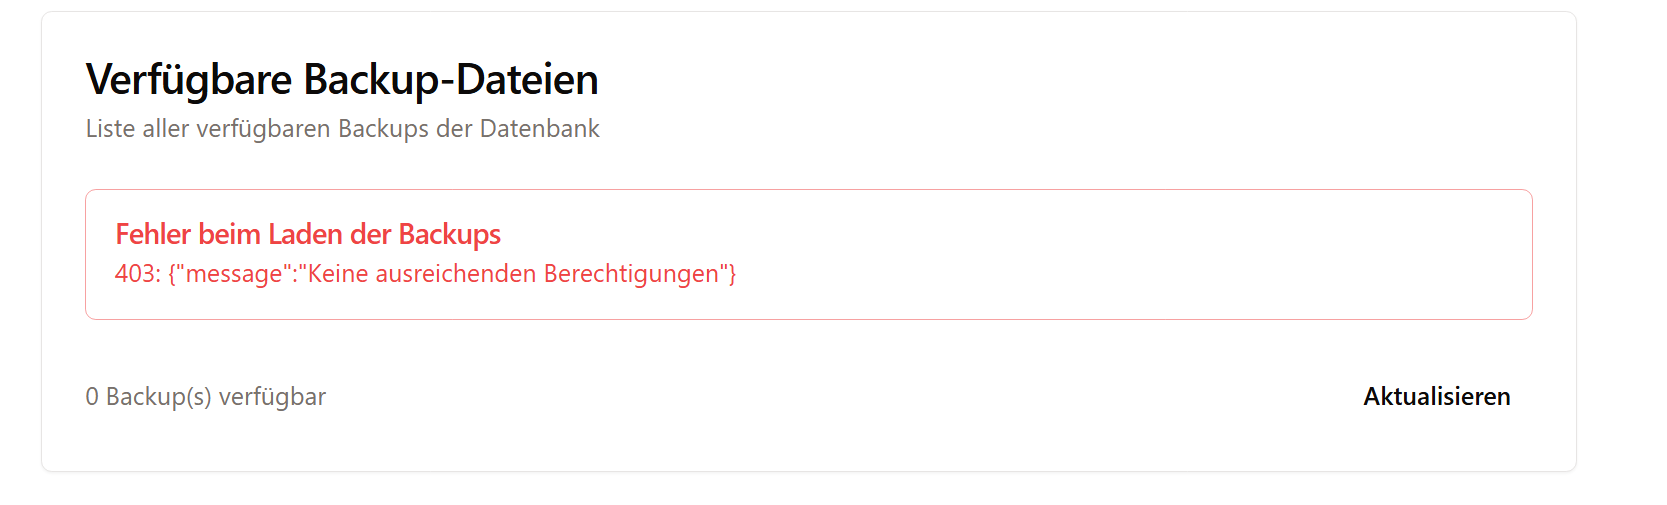 Verfügbare Backup-Dateien
Liste aller verfügbaren Backups der Datenbank
Fehler beim Laden der Backups
403: {"message":"Keine ausreichenden Berechtigungen"}
0 Backup(s) verfügbar
Aktualisieren